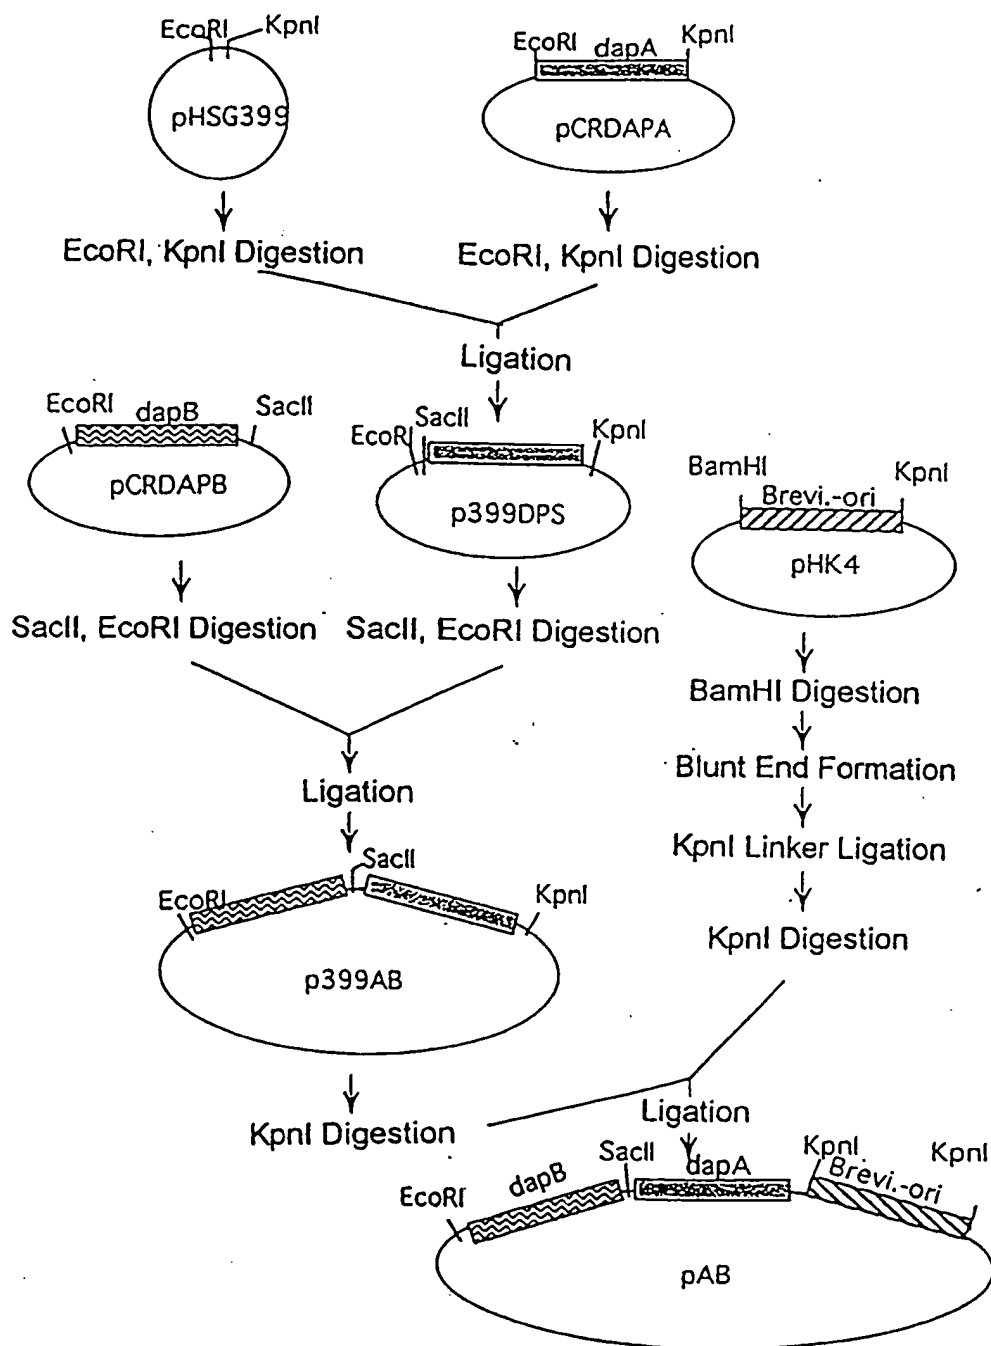 EcoRI KpnI
pHSG399
EcoRI dapA KpnI
pCRDAPA
EcoRI, KpnI Digestion
EcoRI, KpnI Digestion
Ligation
EcoRI dapB SacII
pCRDAPB
EcoRI SacII KpnI
p399DPS
BamHI Brevi.-ori KpnI
pHK4
SacII, EcoRI Digestion
SacII, EcoRI Digestion
BamHI Digestion
Blunt End Formation
KpnI Linker Ligation
KpnI Digestion
Ligation
EcoRI SacII KpnI
p399AB
KpnI Digestion
Ligation
EcoRI dapB SacII dapA KpnI Brevi.-ori KpnI
pAB